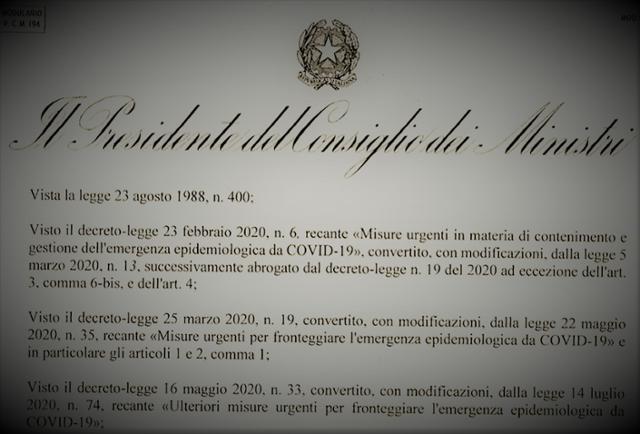 MODULARIO
P. C. M. 194
MOD
REPVBBLICA ITALIANA
Il Presidente del Consiglio dei Ministri
Vista la legge 23 agosto 1988, n. 400;
Visto il decreto-legge 23 febbraio 2020, n. 6, recante «Misure urgenti in materia di contenimento e
gestione dell'emergenza epidemiologica da COVID-19», convertito, con modificazioni, dalla legge 5
marzo 2020, n. 13, successivamente abrogato dal decreto-legge n. 19 del 2020 ad eccezione dell'art.
3, comma 6-bis, e dell'art. 4;
Visto il decreto-legge 25 marzo 2020, n. 19, convertito, con modificazioni, dalla legge 22 maggio
2020, n. 35, recante «Misure urgenti per fronteggiare l'emergenza epidemiologica da COVID-19» e
in particolare gli articoli 1 e 2, comma 1;
Visto il decreto-legge 16 maggio 2020, n. 33, convertito, con modificazioni, dalla legge 14 luglio
2020, n. 74, recante «Ulteriori misure urgenti per fronteggiare l'emergenza epidemiologica da
COVID-19»;